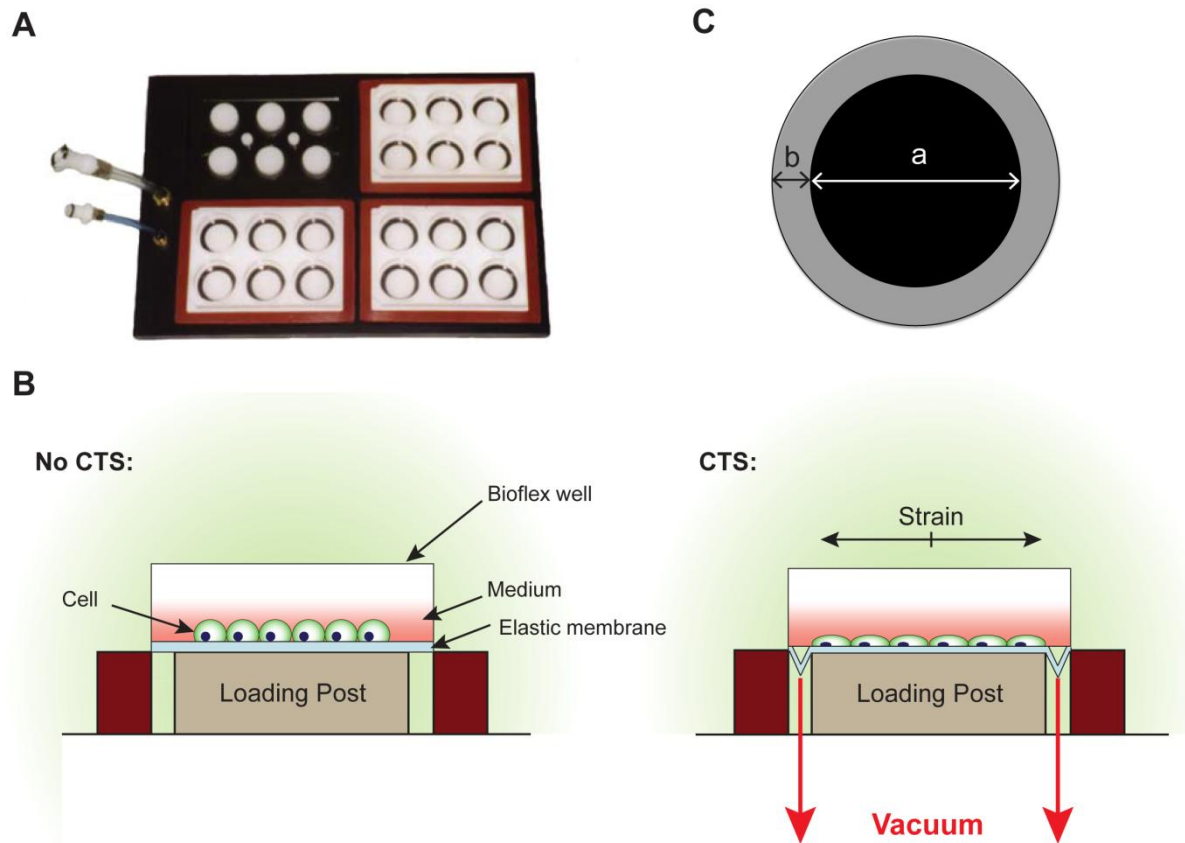 A
C
b
a
B
No CTS:
Bioflex well
Cell
Medium
Elastic membrane
Loading Post
CTS:
Strain
Loading Post
Vacuum